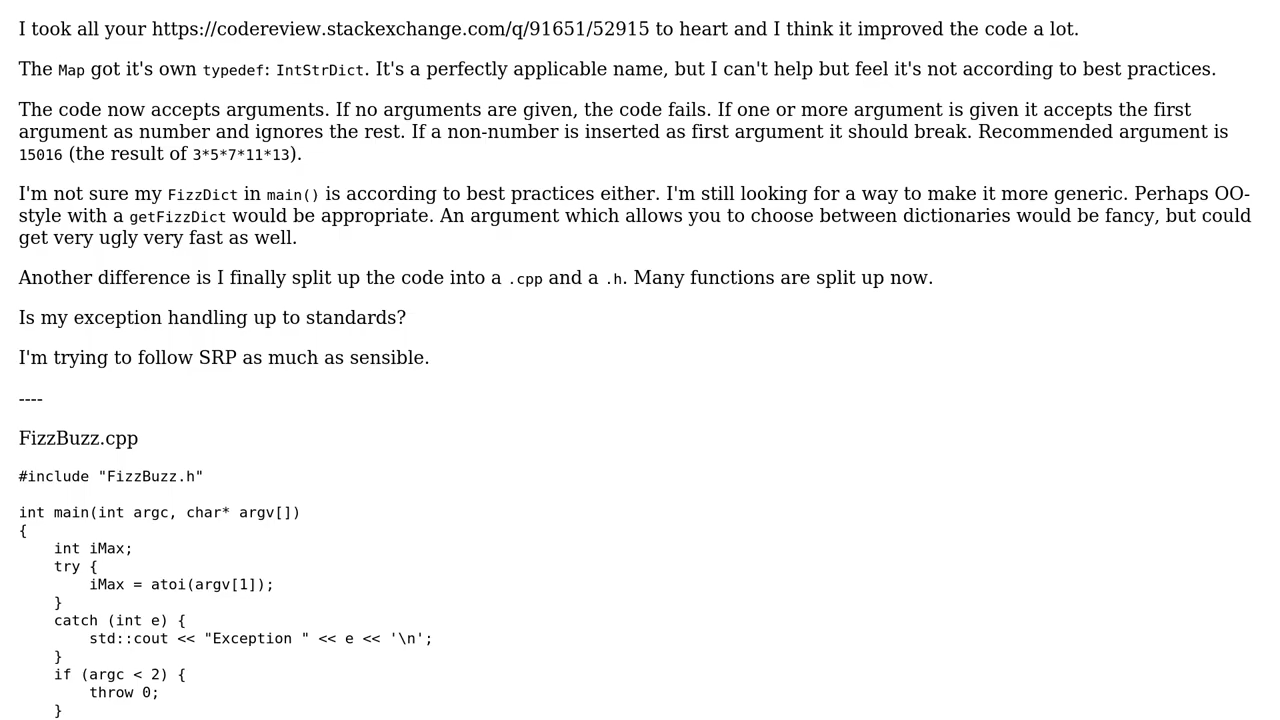 I took all your https://codereview.stackexchange.com/q/91651/52915 to heart and I think it improved the code a lot.
The Map got it's own typedef: IntStrDict. It's a perfectly applicable name, but I can't help but feel it's not according to best practices.
The code now accepts arguments. If no arguments are given, the code fails. If one or more argument is given it accepts the first
argument as number and ignores the rest. If a non-number is inserted as first argument it should break. Recommended argument is
15016 (the result of 3*5*7*11*13).
I'm not sure my FizzDict in main() is according to best practices either. I'm still looking for a way to make it more generic. Perhaps OO-
style with a getFizzDict would be appropriate. An argument which allows you to choose between dictionaries would be fancy, but could
get very ugly very fast as well.
Another difference is I finally split up the code into a .cpp and a .h. Many functions are split up now.
Is my exception handling up to standards?
I'm trying to follow SRP as much as sensible.
----
FizzBuzz.cpp
#include "FizzBuzz.h"
int main(int argc, char* argv[])
{
    int iMax;
    try {
        iMax = atoi(argv[1]);
    }
    catch (int e) {
        std::cout << "Exception " << e << '\n';
    }
    if (argc < 2) {
        throw 0;
    }